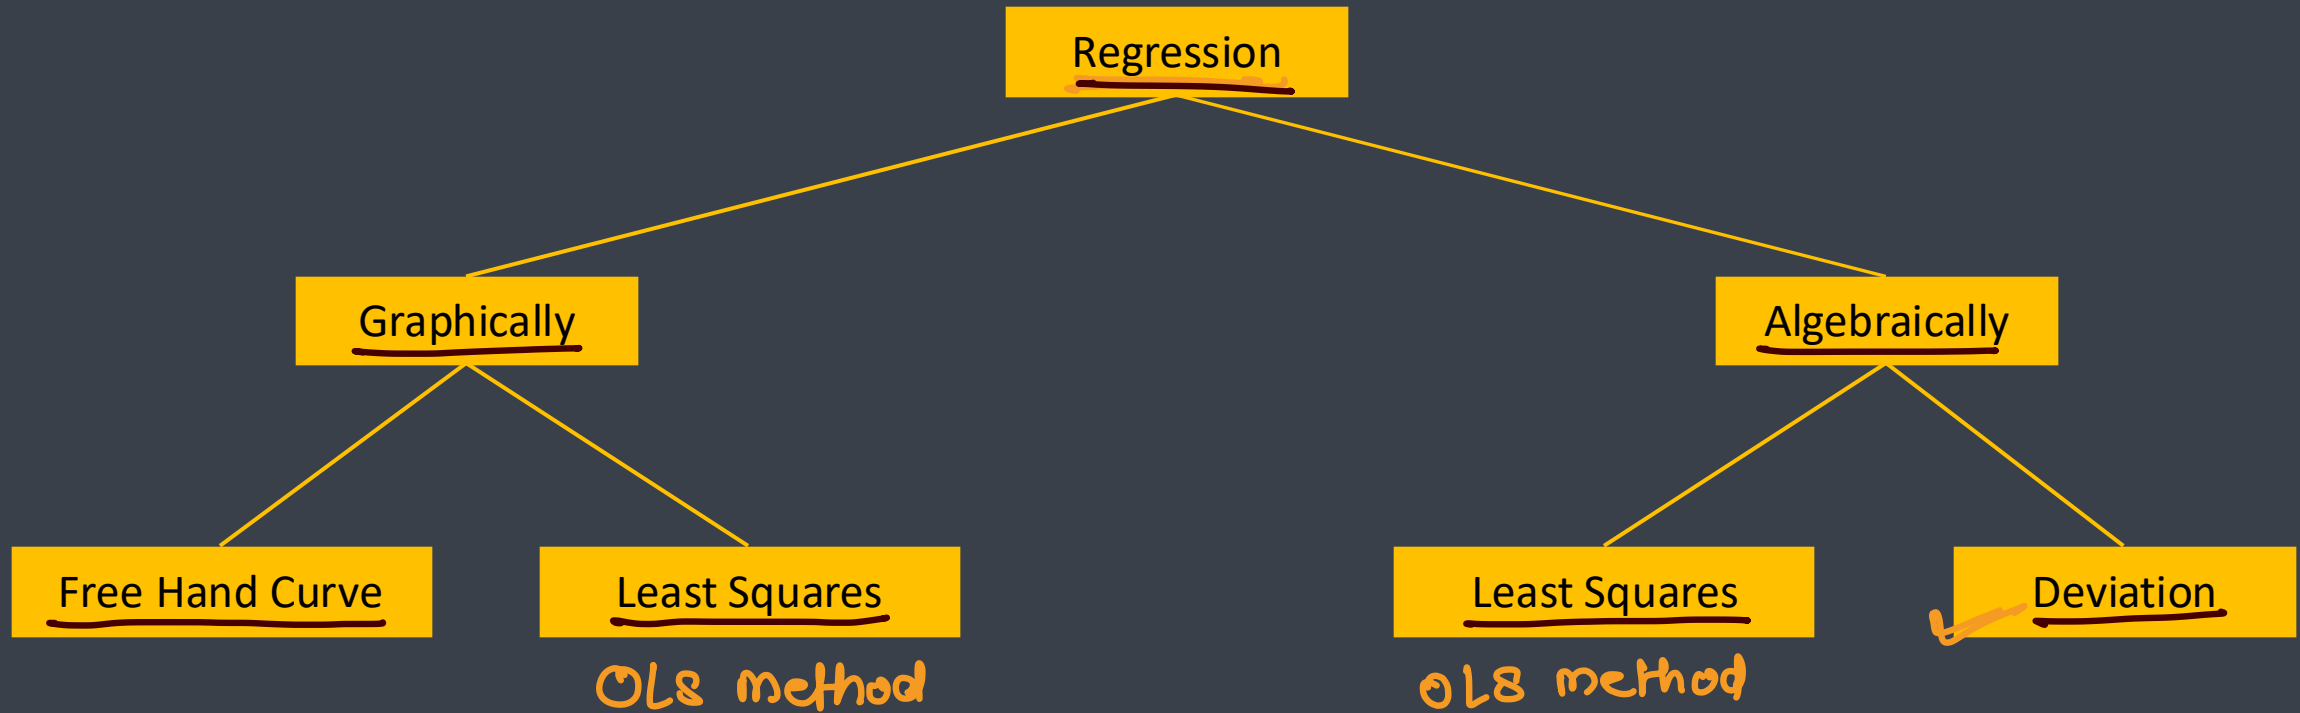 Regression
Graphically
Algebraically
Free Hand Curve
Least Squares
Least Squares
Deviation
OLS method
OLS method